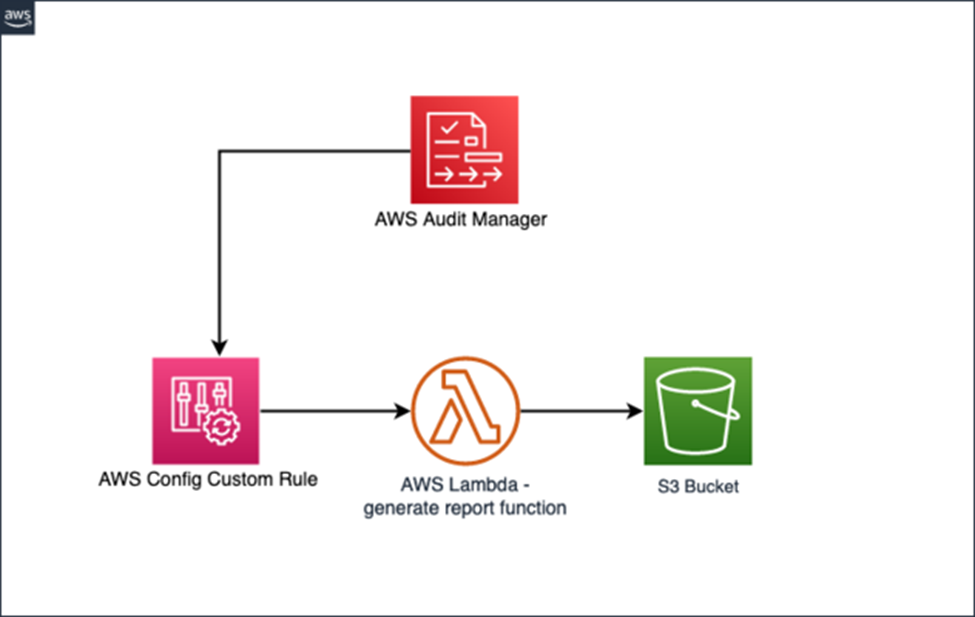 aws
AWS Audit Manager
AWS Config Custom Rule
AWS Lambda -
generate report function
S3 Bucket